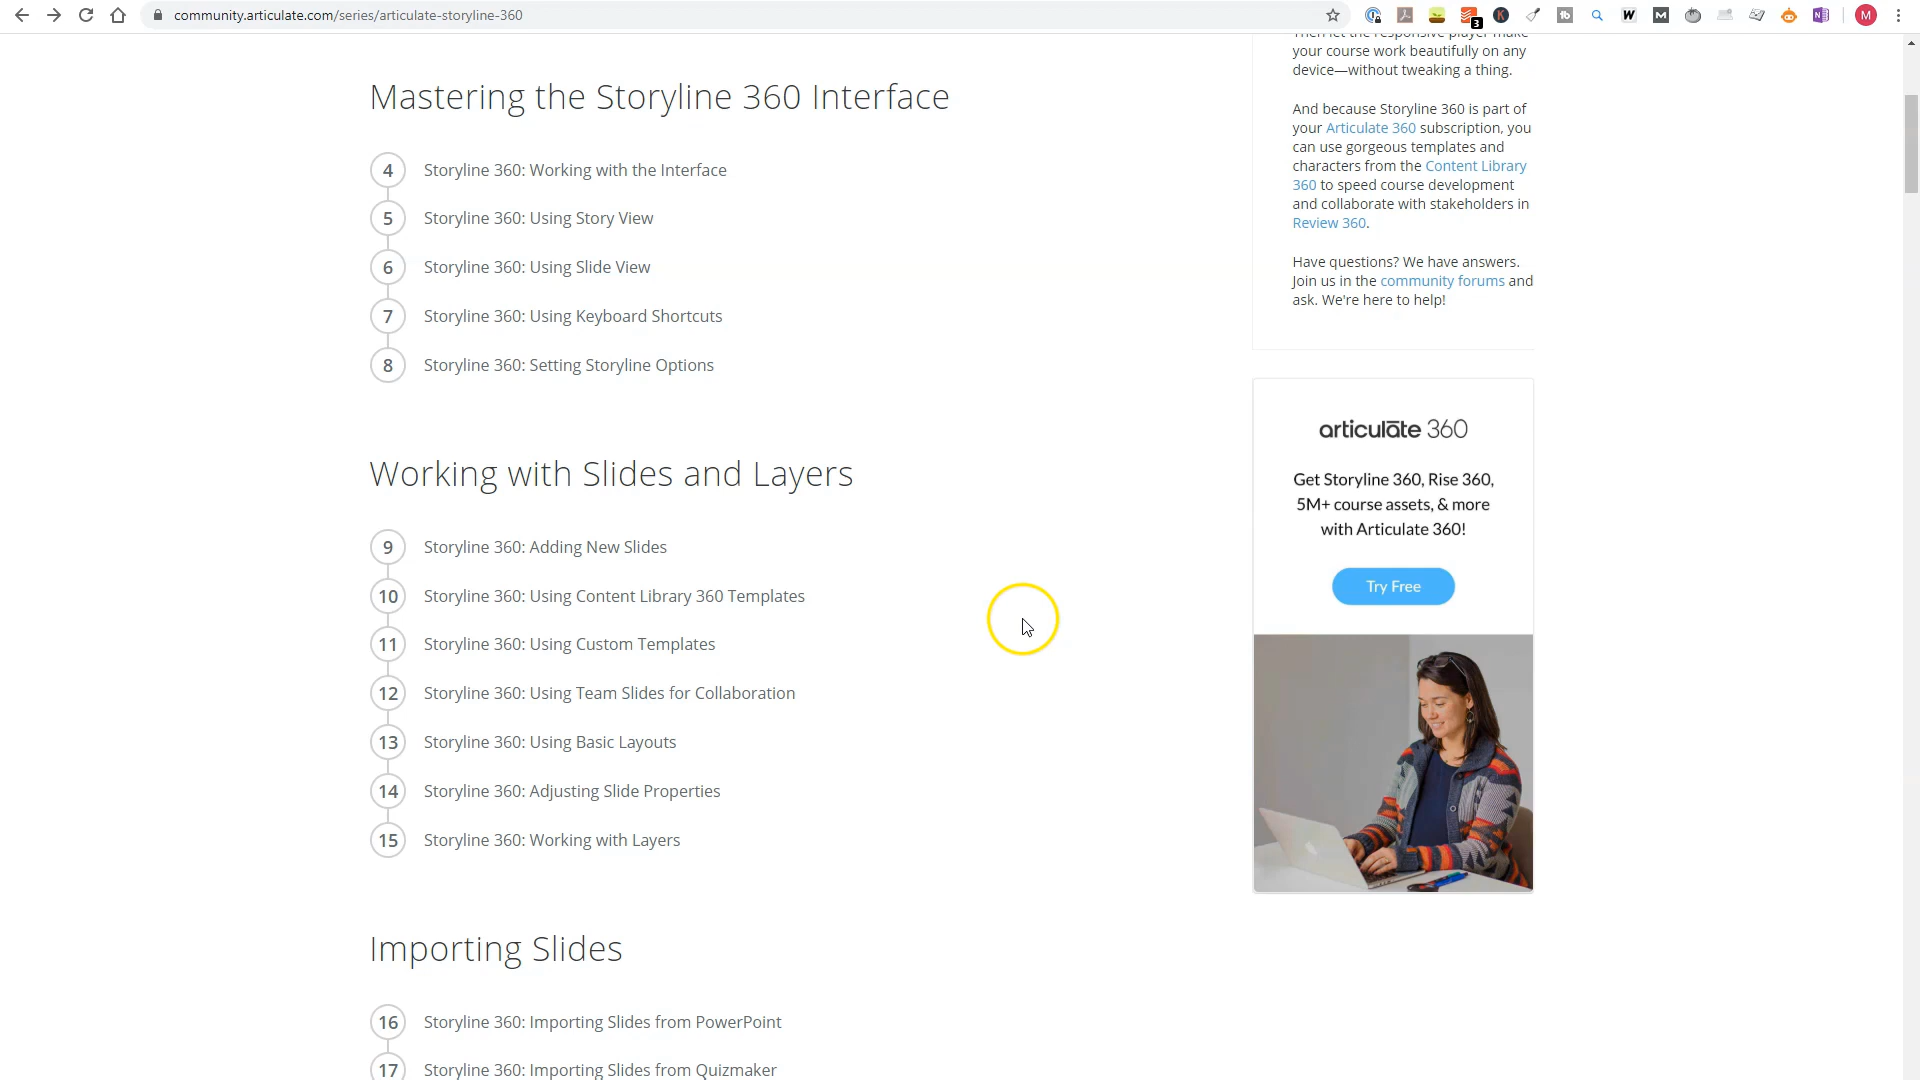 community.articulate.com/series/articulate-storyline-360
3
M
Mastering the Storyline 360 Interface
4 Storyline 360: Working with the Interface
5 Storyline 360: Using Story View
6 Storyline 360: Using Slide View
7 Storyline 360: Using Keyboard Shortcuts
8 Storyline 360: Setting Storyline Options
Working with Slides and Layers
9 Storyline 360: Adding New Slides
10 Storyline 360: Using Content Library 360 Templates
11 Storyline 360: Using Custom Templates
12 Storyline 360: Using Team Slides for Collaboration
13 Storyline 360: Using Basic Layouts
14 Storyline 360: Adjusting Slide Properties
15 Storyline 360: Working with Layers
Importing Slides
16 Storyline 360: Importing Slides from PowerPoint
17 Storyline 360: Importing Slides from Quizmaker
Then let the responsive player make
your course work beautifully on any
device—without tweaking a thing.
And because Storyline 360 is part of
your Articulate 360 subscription, you
can use gorgeous templates and
characters from the Content Library
360 to speed course development
and collaborate with stakeholders in
Review 360.
Have questions? We have answers.
Join us in the community forums and
ask. We're here to help!
articulāte 360
Get Storyline 360, Rise 360,
5M+ course assets, & more
with Articulate 360!
Try Free